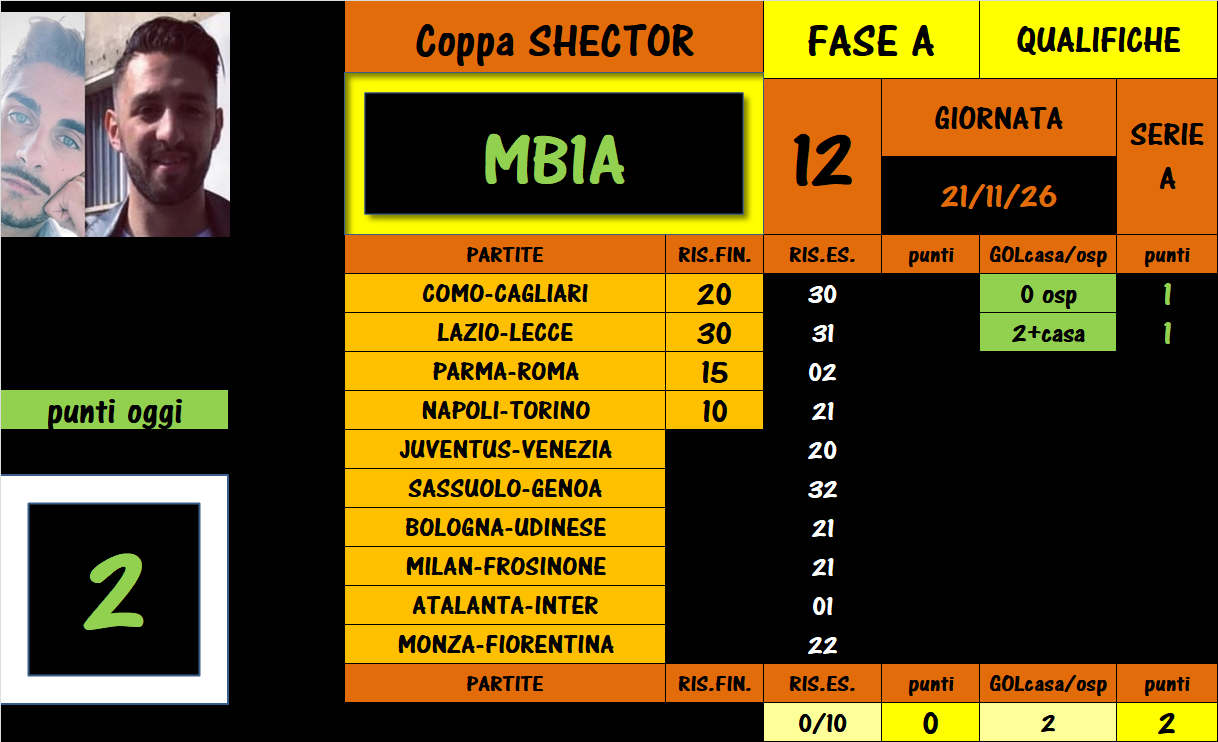 Coppa SHECTOR FASE A QUALIFICHE
MB1A 12 GIORNATA SERIE A
21/11/26
PARTITE RIS.FIN. RIS.ES. punti GOLcasa/osp punti
COMO-CAGLIARI 20 30 0 osp 1
LAZIO-LECCE 30 31 2+casa 1
PARMA-ROMA 15 02
punti oggi NAPOLI-TORINO 10 21
JUVENTUS-VENEZIA 20
SASSUOLO-GENOA 32
BOLOGNA-UDINESE 21
MILAN-FROSINONE 21
2 ATALANTA-INTER 01
MONZA-FIORENTINA 22
PARTITE RIS.FIN. RIS.ES. punti GOLcasa/osp punti
0/10 0 2 2